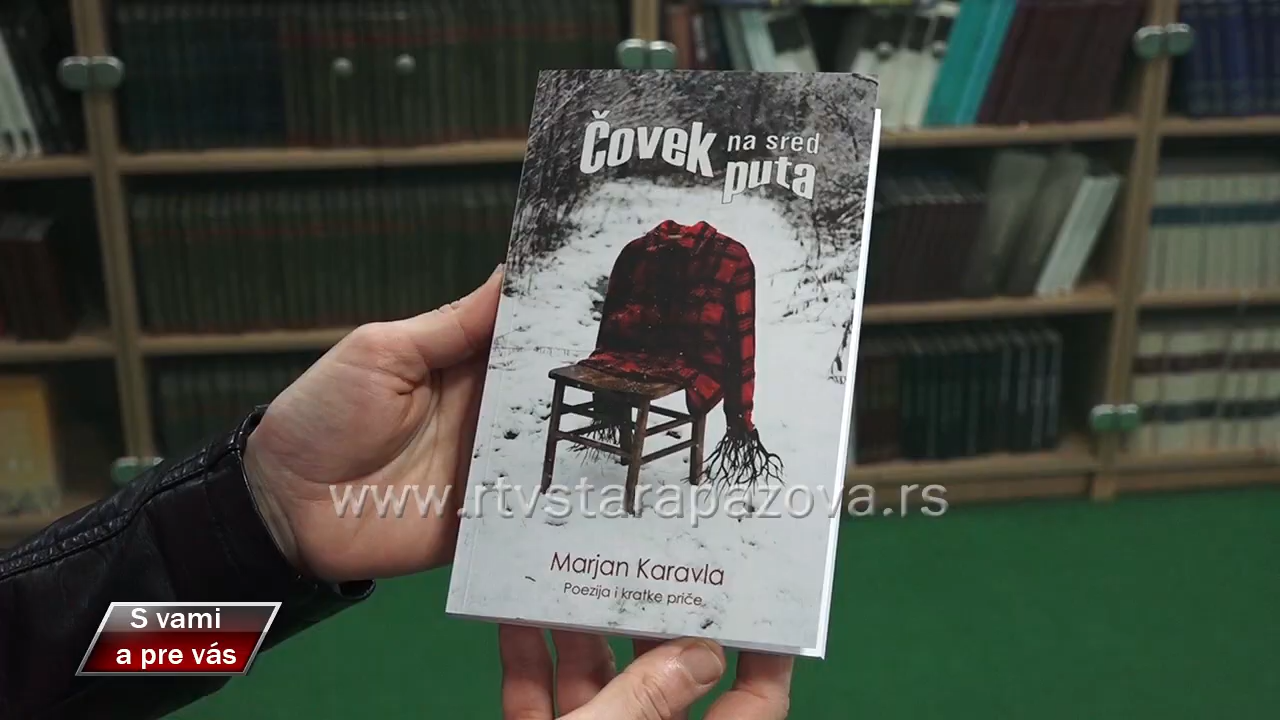 Čovek na sred
puta
www.rtvstarapazova.rs
Marjan Karavla
Poezija i kratke priče
S vami
a pre vás